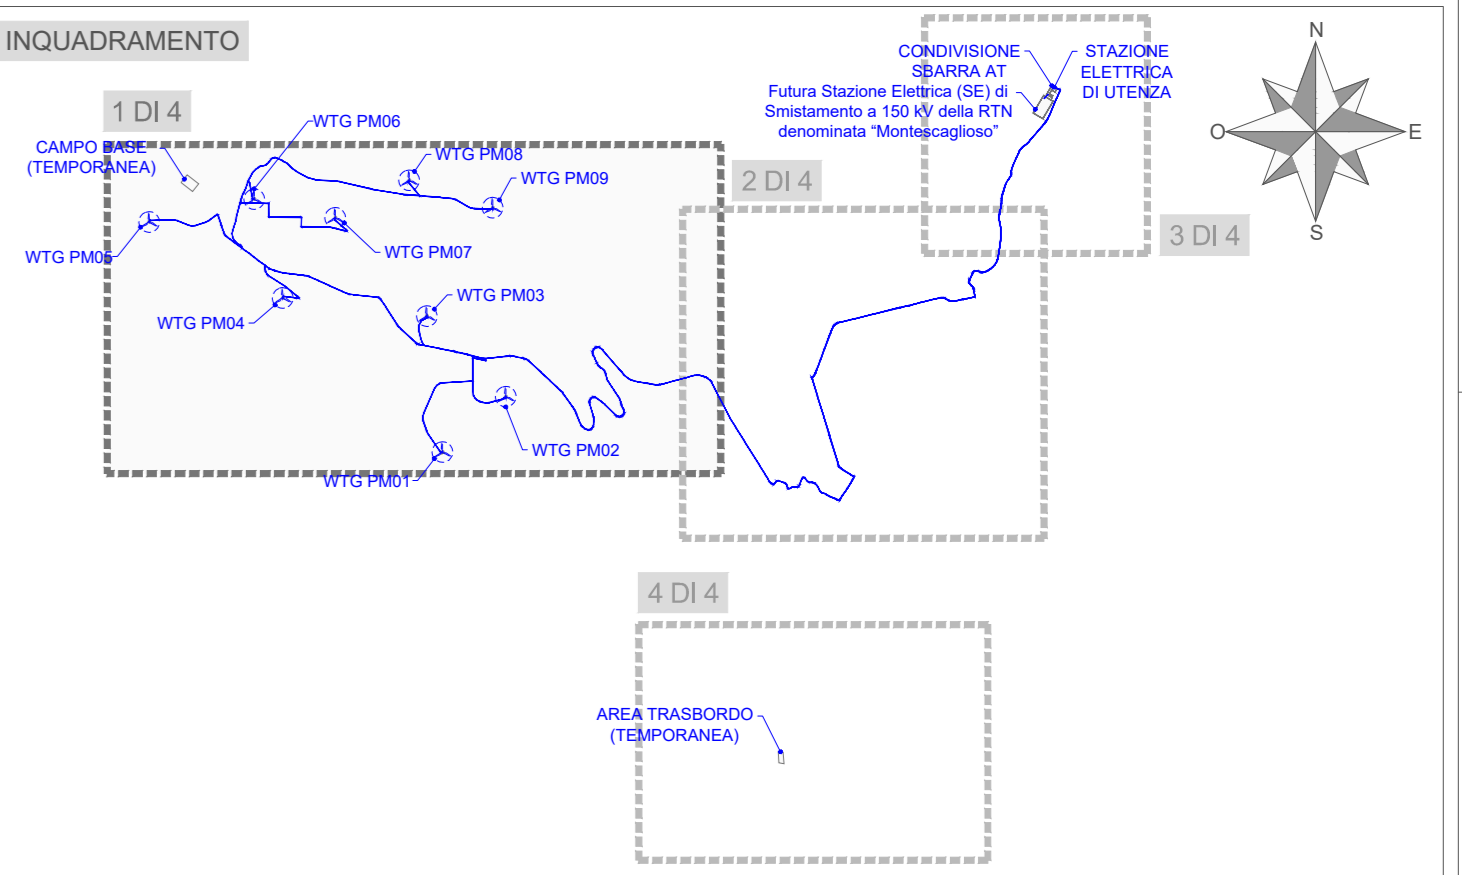 INQUADRAMENTO
1 DI 4
CAMPO BASE
(TEMPORANEA)
WTG PM06
WTG PM08
WTG PM09
WTG PM05
WTG PM07
WTG PM04
WTG PM03
WTG PM02
WTG PM01
2 DI 4
CONDIVISIONE
SBARRA AT
STAZIONE
ELETTRICA
DI UTENZA
Futura Stazione Elettrica (SE) di
Smistamento a 150 kV della RTN
denominata “Montescaglioso”
3 DI 4
N
O
E
S
4 DI 4
AREA TRASBORDO
(TEMPORANEA)